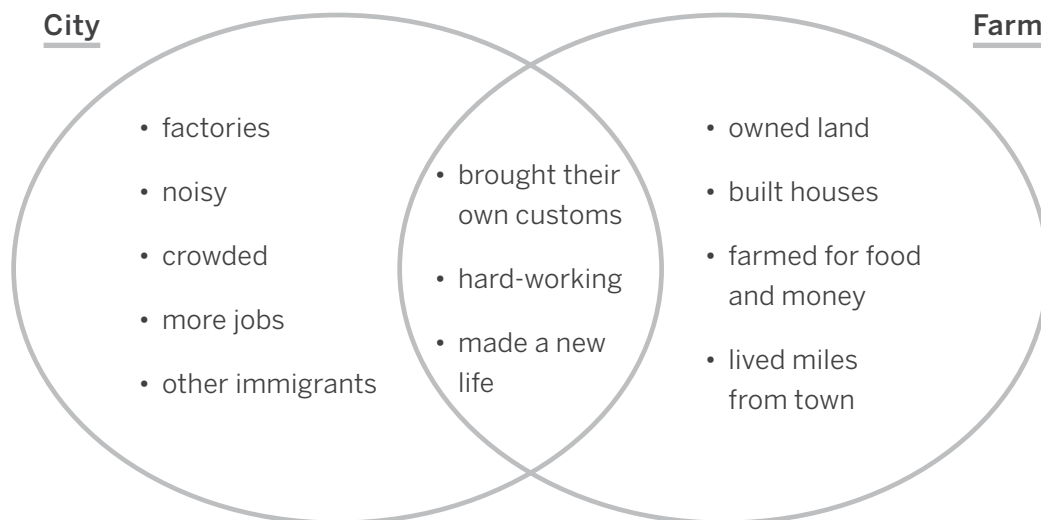 City
Farm
• factories
• noisy
• crowded
• more jobs
• other immigrants
• brought their
own customs
• hard-working
• made a new
life
• owned land
• built houses
• farmed for food
and money
• lived miles
from town